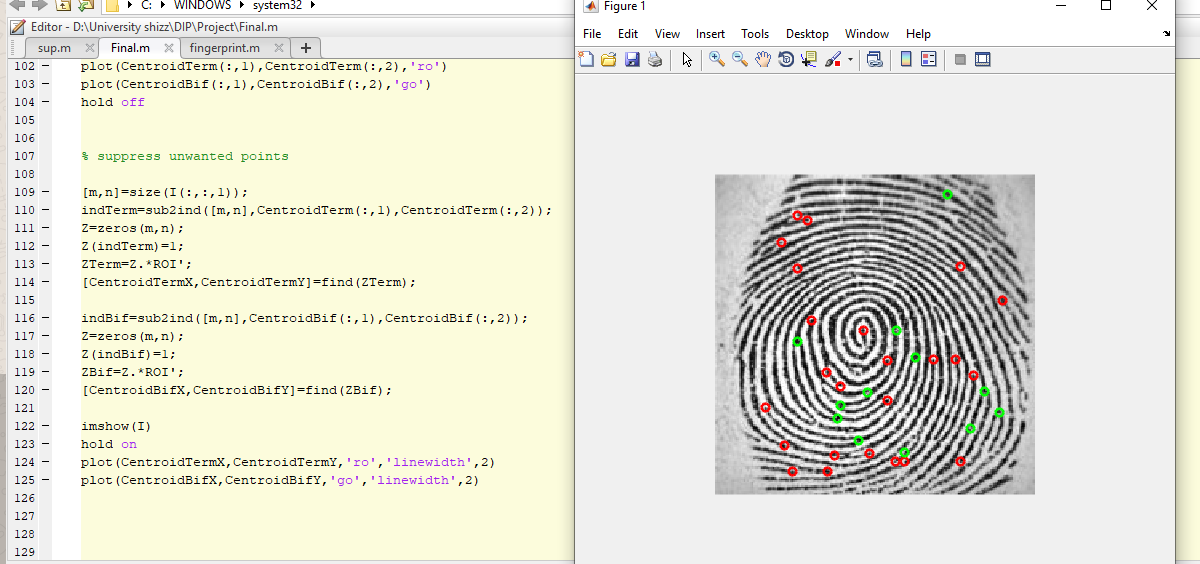 C: WINDOWS system32
Editor - D:\University shizz\DIP\Project\Final.m
sup.m Final.m fingerprint.m
102 plot(CentroidTerm(:,1),CentroidTerm(:,2),'ro')
103 plot(CentroidBif(:,1),CentroidBif(:,2),'go')
104 hold off
105
106
107 % suppress unwanted points
108
109 [m,n]=size(I(:,:,1));
110 indTerm=sub2ind([m,n],CentroidTerm(:,1),CentroidTerm(:,2));
111 Z=zeros(m,n);
112 Z(indTerm)=1;
113 ZTerm=Z.*ROI';
114 [CentroidTermX,CentroidTermY]=find(ZTerm);
115
116 indBif=sub2ind([m,n],CentroidBif(:,1),CentroidBif(:,2));
117 Z=zeros(m,n);
118 Z(indBif)=1;
119 ZBif=Z.*ROI';
120 [CentroidBifX,CentroidBifY]=find(ZBif);
121
122 imshow(I)
123 hold on
124 plot(CentroidTermX,CentroidTermY,'ro','linewidth',2)
125 plot(CentroidBifX,CentroidBifY,'go','linewidth',2)
126
127
128
129
Figure 1
File Edit View Insert Tools Desktop Window Help